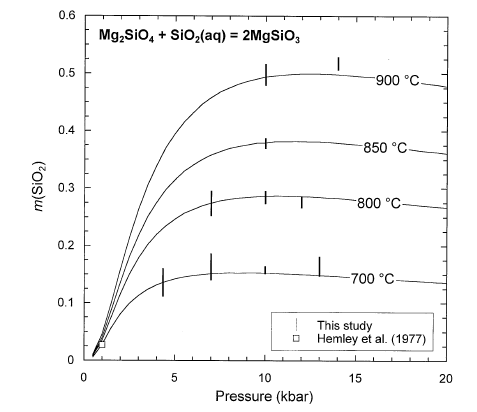 0.6
Mg₂SiO₄ + SiO₂(aq) = 2MgSiO₃
0.5
900 °C
0.4
850 °C
m(SiO₂)
0.3
800 °C
0.2
700 °C
0.1
This study
Hemley et al. (1977)
0
0 5 10 15 20
Pressure (kbar)